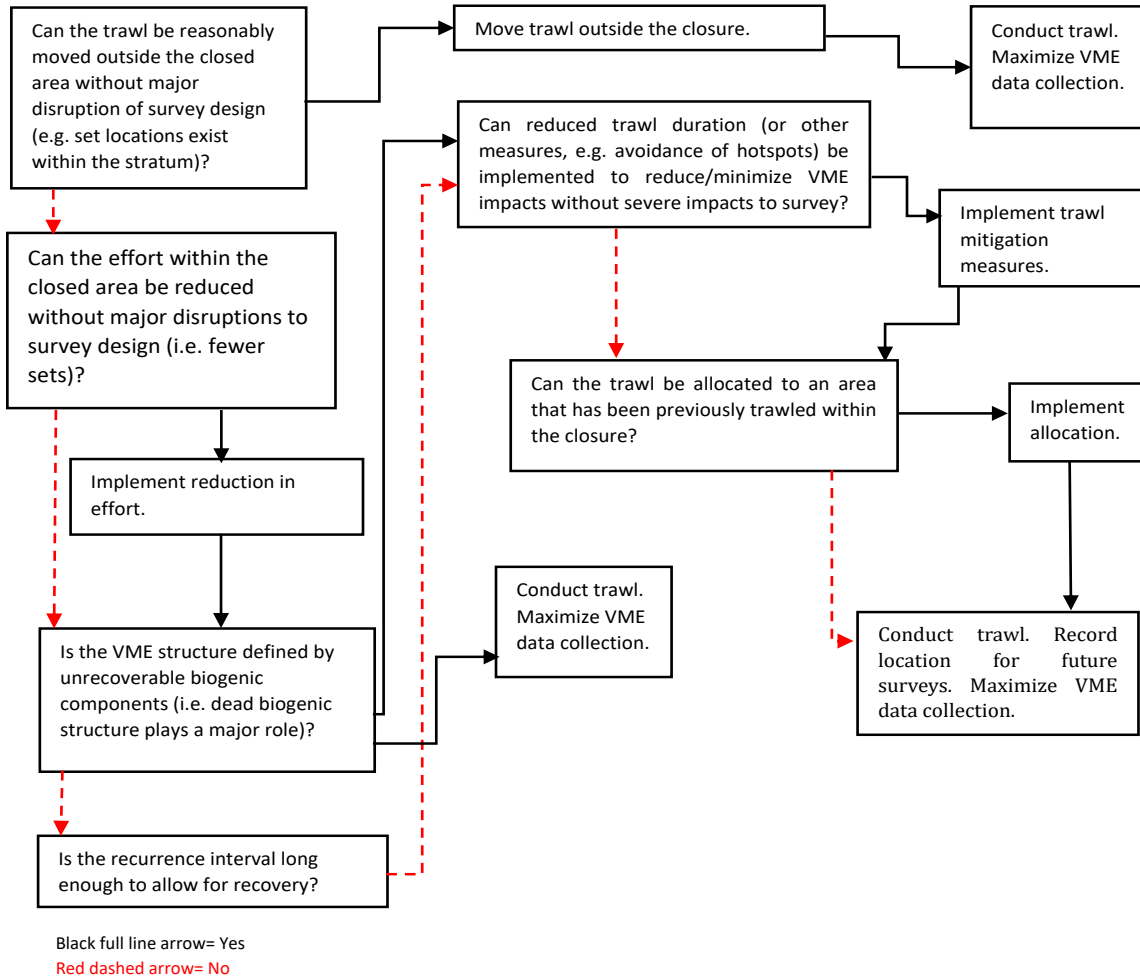 Can the trawl be reasonably
moved outside the closed
area without major
disruption of survey design
(e.g. set locations exist
within the stratum)?
Move trawl outside the closure.
Conduct trawl.
Maximize VME
data collection.
Can reduced trawl duration (or other
measures, e.g. avoidance of hotspots) be
implemented to reduce/minimize VME
impacts without severe impacts to survey?
Implement trawl
mitigation
measures.
Can the effort within the
closed area be reduced
without major disruptions to
survey design (i.e. fewer
sets)?
Can the trawl be allocated to an area
that has been previously trawled within
the closure?
Implement
allocation.
Implement reduction in
effort.
Conduct trawl.
Maximize VME
data collection.
Is the VME structure defined by
unrecoverable biogenic
components (i.e. dead biogenic
structure plays a major role)?
Conduct trawl. Record
location for future
surveys. Maximize VME
data collection.
Is the recurrence interval long
enough to allow for recovery?
Black full line arrow= Yes
Red dashed arrow= No